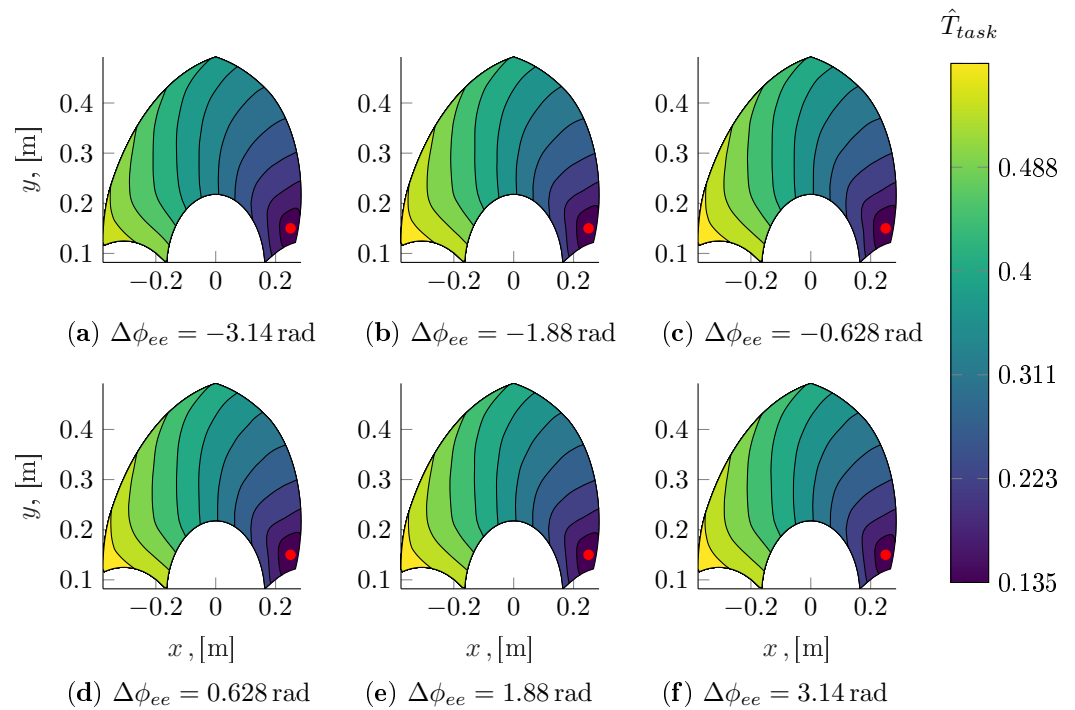 T̂_task
0.4
0.3
0.2
0.1
y, [m]
−0.2 0 0.2
0.4
0.3
0.2
0.1
−0.2 0 0.2
0.4
0.3
0.2
0.1
−0.2 0 0.2
(a) Δϕ_ee = −3.14 rad
(b) Δϕ_ee = −1.88 rad
(c) Δϕ_ee = −0.628 rad
0.4
0.3
0.2
0.1
y, [m]
−0.2 0 0.2
x , [m]
0.4
0.3
0.2
0.1
−0.2 0 0.2
x , [m]
0.4
0.3
0.2
0.1
−0.2 0 0.2
x , [m]
(d) Δϕ_ee = 0.628 rad
(e) Δϕ_ee = 1.88 rad
(f) Δϕ_ee = 3.14 rad
0.488
0.4
0.311
0.223
0.135